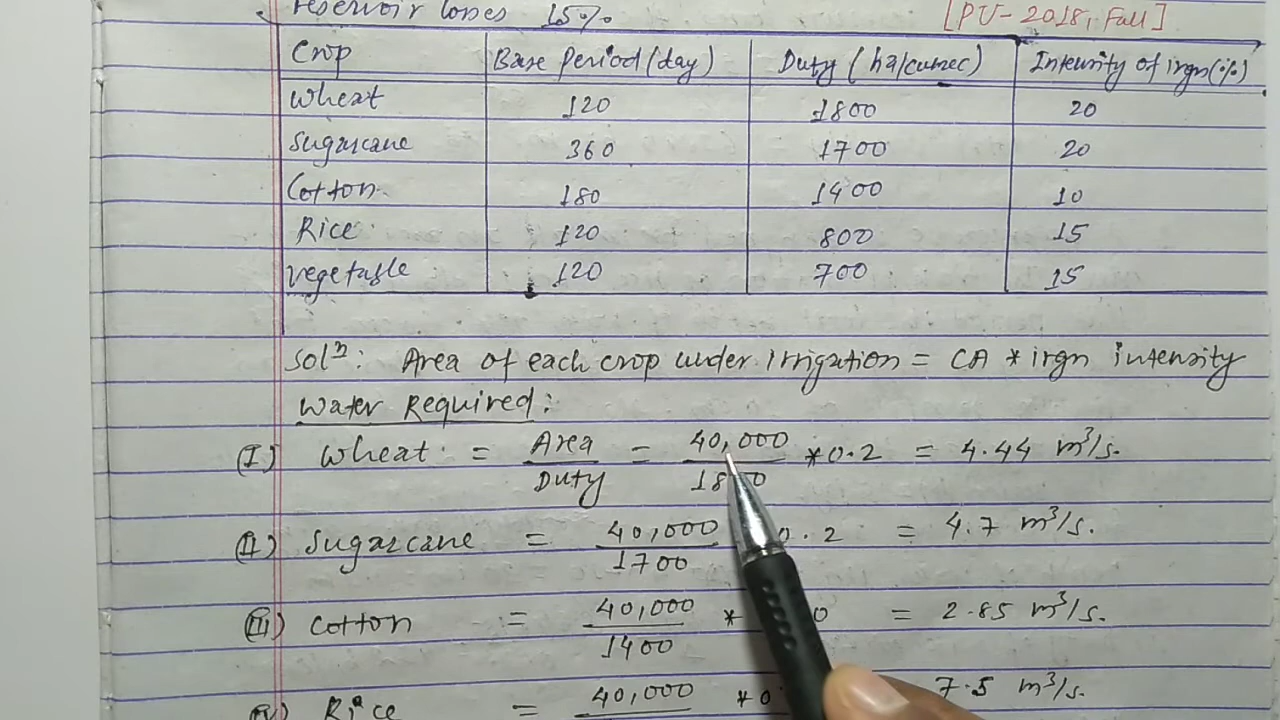 reservoir losses 15%
[PU-2018, Fall]
Crop Base Period (day) Duty (ha/cumec) Intensity of irgn (%)
Wheat 120 1800 20
Sugarcane 360 1700 20
Cotton 180 1400 10
Rice 120 800 15
Vegetable 120 700 15
Solⁿ: Area of each crop under irrigation = CA * irgn intensity
Water Required:
(I) Wheat = Area / Duty = 40,000 / * 0.2 = 4.44 m³/s.
(II) Sugarcane = 40,000 / 1700 0.2 = 4.7 m³/s.
(III) Cotton = 40,000 / 1400 * 0 = 2.85 m³/s.
Rice = 40,000 * 0 7.5 m³/s.